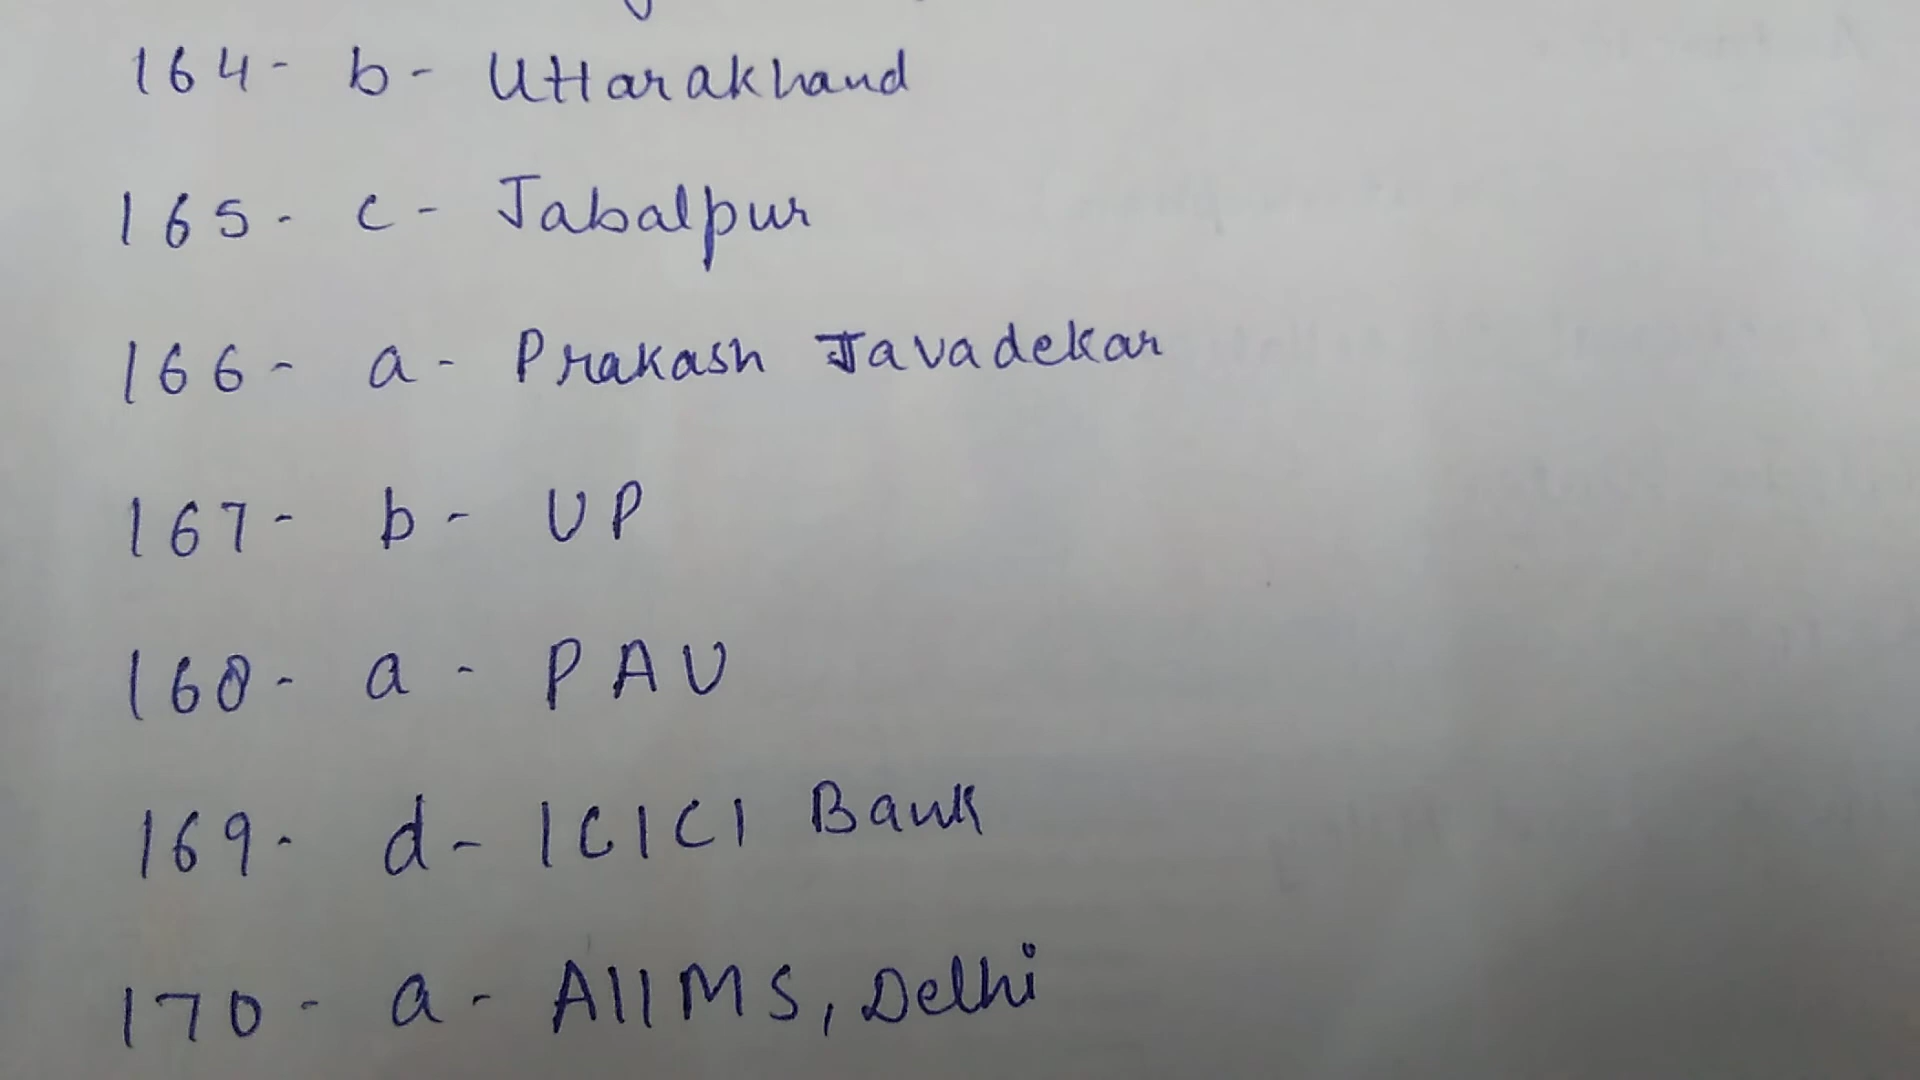 164- b- Uttarakhand
165- c- Jabalpur
166- a- Prakash Javadekar
167- b- UP
168- a- PAU
169- d- ICICI Bank
170- a- AIIMS, Delhi